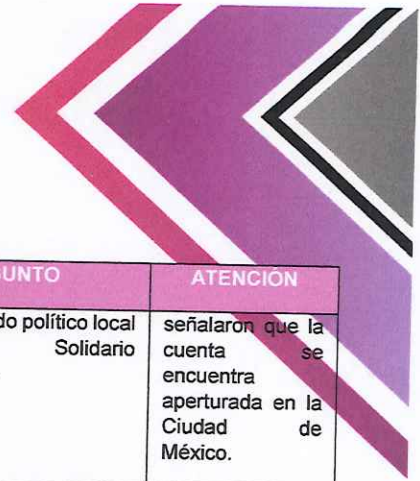 UNTO
ATENCIÓN
do político local
Solidario
señalaron que la
cuenta se
encuentra
aperturada en la
Ciudad de
México.